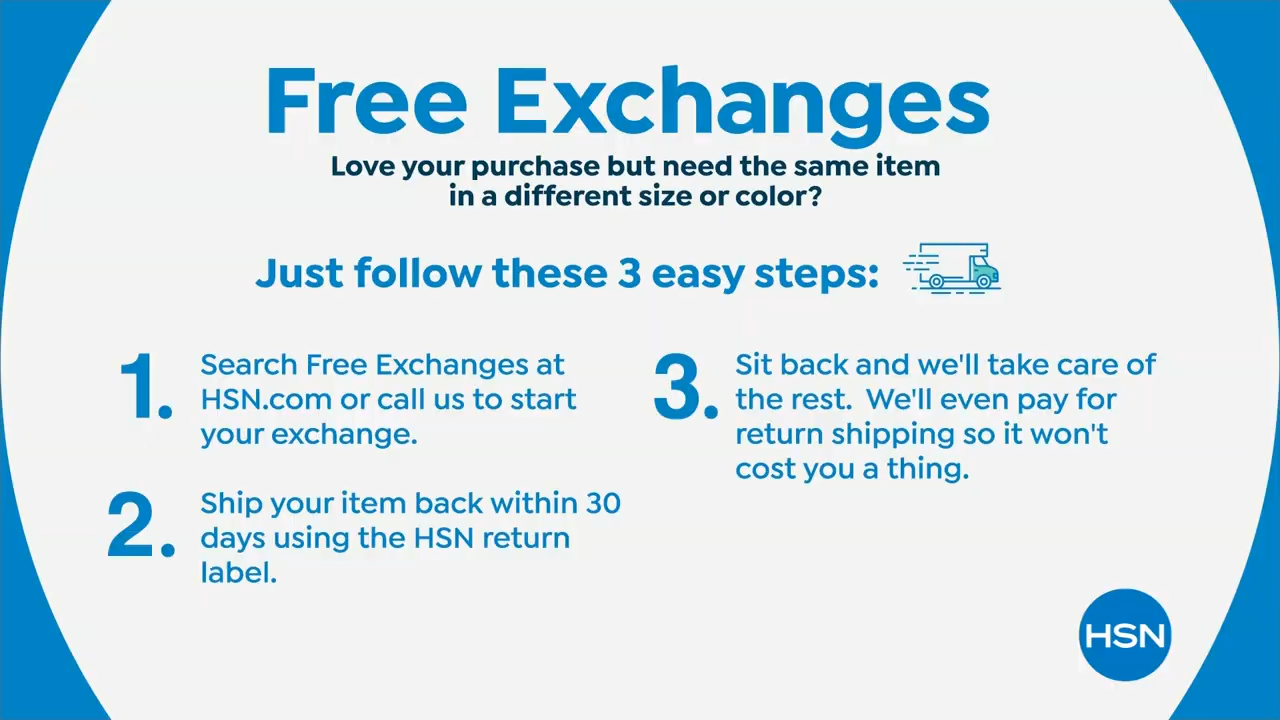 Free Exchanges
Love your purchase but need the same item
in a different size or color?
Just follow these 3 easy steps:
1. Search Free Exchanges at
HSN.com or call us to start
your exchange.
2. Ship your item back within 30
days using the HSN return
label.
3. Sit back and we'll take care of
the rest.  We'll even pay for
return shipping so it won't
cost you a thing.
HSN